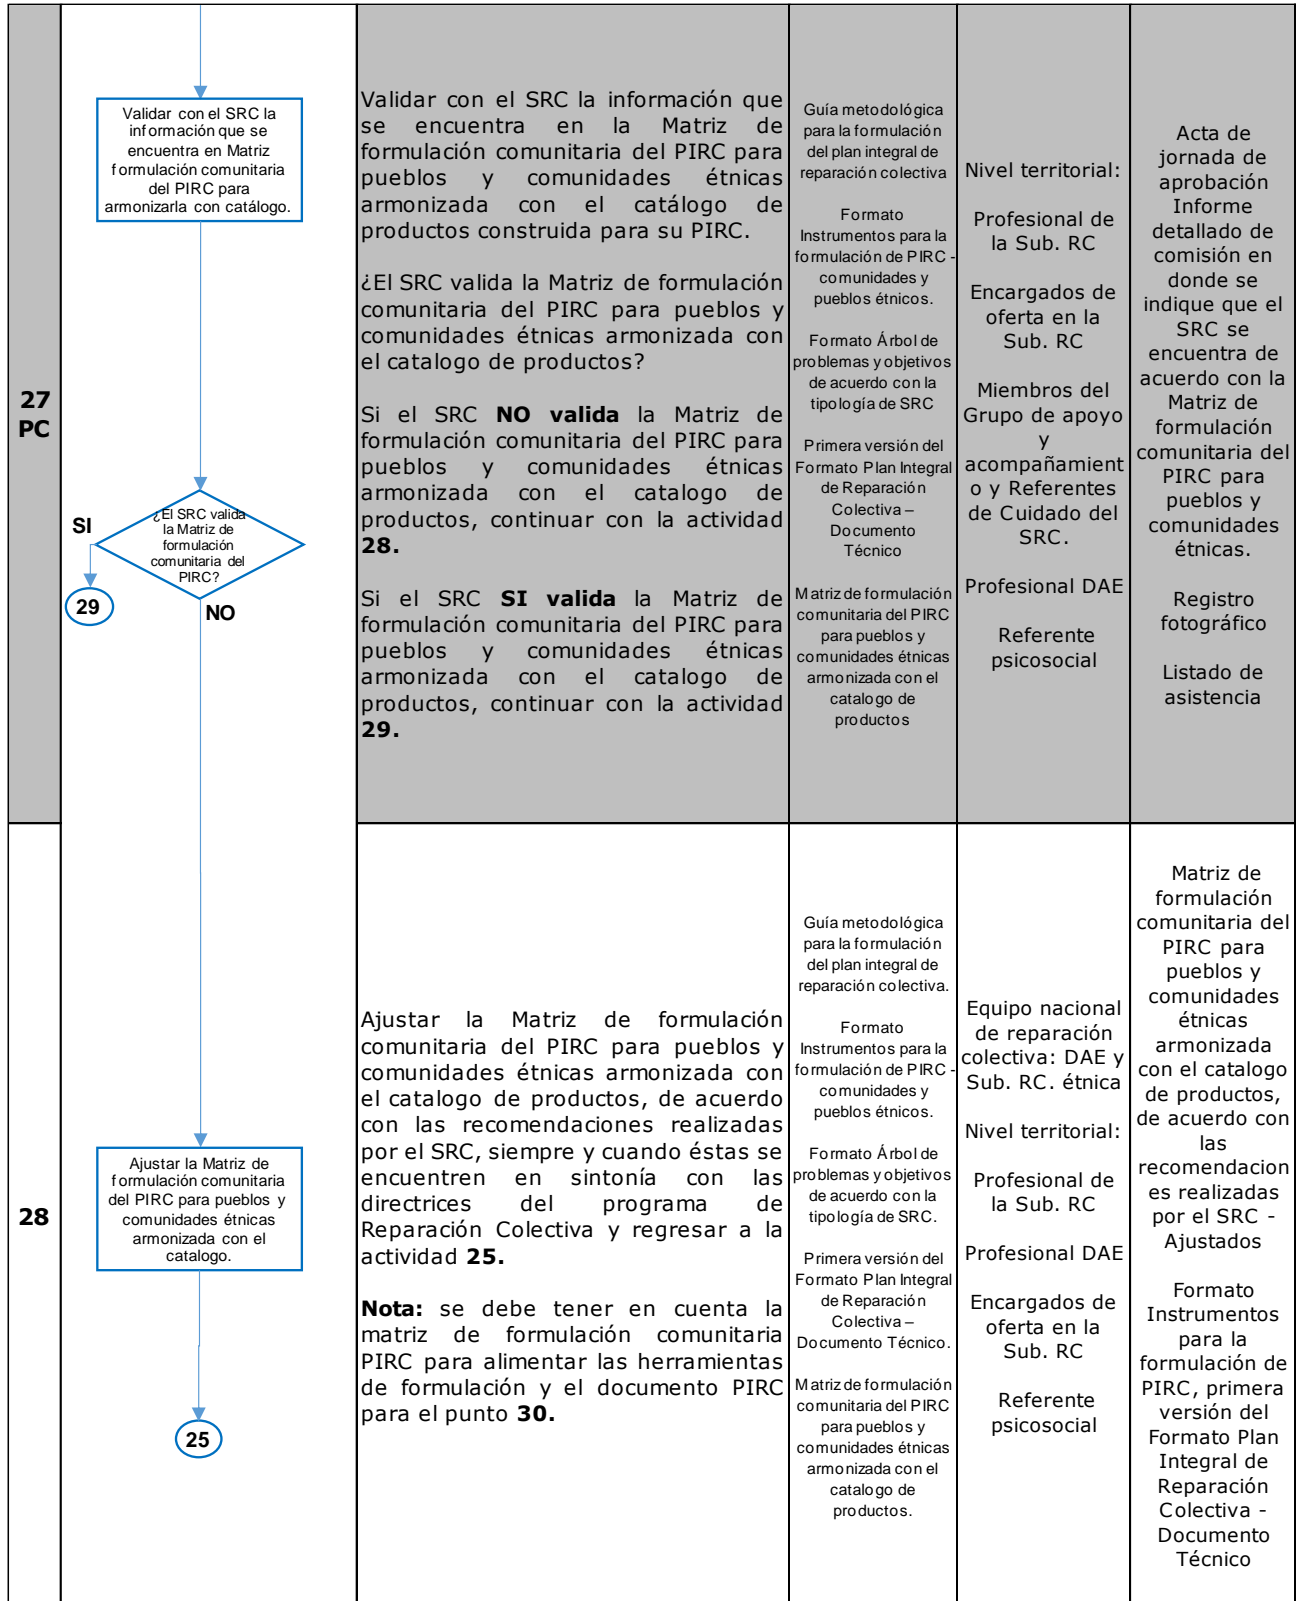 27
PC
Validar con el SRC la
información que se
encuentra en Matriz
formulación comunitaria
del PIRC para
armonizarla con catálogo.
¿El SRC valida
la Matriz de
formulación
comunitaria del
PIRC?
SI
29
NO
Validar con el SRC la información que
se encuentra en la Matriz de
formulación comunitaria del PIRC para
pueblos y comunidades étnicas
armonizada con el catálogo de
productos construida para su PIRC.
¿El SRC valida la Matriz de formulación
comunitaria del PIRC para pueblos y
comunidades étnicas armonizada con
el catalogo de productos?
Si el SRC NO valida la Matriz de
formulación comunitaria del PIRC para
pueblos y comunidades étnicas
armonizada con el catalogo de
productos, continuar con la actividad
28.
Si el SRC SI valida la Matriz de
formulación comunitaria del PIRC para
pueblos y comunidades étnicas
armonizada con el catalogo de
productos, continuar con la actividad
29.
Guía metodológica
para la formulación
del plan integral de
reparación colectiva
Formato
Instrumentos para la
formulación de PIRC -
comunidades y
pueblos étnicos.
Formato Árbol de
problemas y objetivos
de acuerdo con la
tipología de SRC
Primera versión del
Formato Plan Integral
de Reparación
Colectiva –
Documento
Técnico
Matriz de formulación
comunitaria del PIRC
para pueblos y
comunidades étnicas
armonizada con el
catalogo de
productos
Nivel territorial:
Profesional de
la Sub. RC
Encargados de
oferta en la
Sub. RC
Miembros del
Grupo de apoyo
y
acompañamient
o y Referentes
de Cuidado del
SRC.
Profesional DAE
Referente
psicosocial
Acta de
jornada de
aprobación
Informe
detallado de
comisión en
donde se
indique que el
SRC se
encuentra de
acuerdo con la
Matriz de
formulación
comunitaria del
PIRC para
pueblos y
comunidades
étnicas.
Registro
fotográfico
Listado de
asistencia
28
Ajustar la Matriz de
formulación comunitaria
del PIRC para pueblos y
comunidades étnicas
armonizada con el
catalogo.
25
Ajustar la Matriz de formulación
comunitaria del PIRC para pueblos y
comunidades étnicas armonizada con
el catalogo de productos, de acuerdo
con las recomendaciones realizadas
por el SRC, siempre y cuando éstas se
encuentren en sintonía con las
directrices del programa de
Reparación Colectiva y regresar a la
actividad 25.
Nota: se debe tener en cuenta la
matriz de formulación comunitaria
PIRC para alimentar las herramientas
de formulación y el documento PIRC
para el punto 30.
Guía metodológica
para la formulación
del plan integral de
reparación colectiva.
Formato
Instrumentos para la
formulación de PIRC -
comunidades y
pueblos étnicos.
Formato Árbol de
problemas y objetivos
de acuerdo con la
tipología de SRC.
Primera versión del
Formato Plan Integral
de Reparación
Colectiva –
Documento Técnico.
Matriz de formulación
comunitaria del PIRC
para pueblos y
comunidades étnicas
armonizada con el
catalogo de
productos.
Equipo nacional
de reparación
colectiva: DAE y
Sub. RC. étnica
Nivel territorial:
Profesional de
la Sub. RC
Profesional DAE
Encargados de
oferta en la
Sub. RC
Referente
psicosocial
Matriz de
formulación
comunitaria del
PIRC para
pueblos y
comunidades
étnicas
armonizada
con el catalogo
de productos,
de acuerdo con
las
recomendacion
es realizadas
por el SRC -
Ajustados
Formato
Instrumentos
para la
formulación de
PIRC, primera
versión del
Formato Plan
Integral de
Reparación
Colectiva -
Documento
Técnico